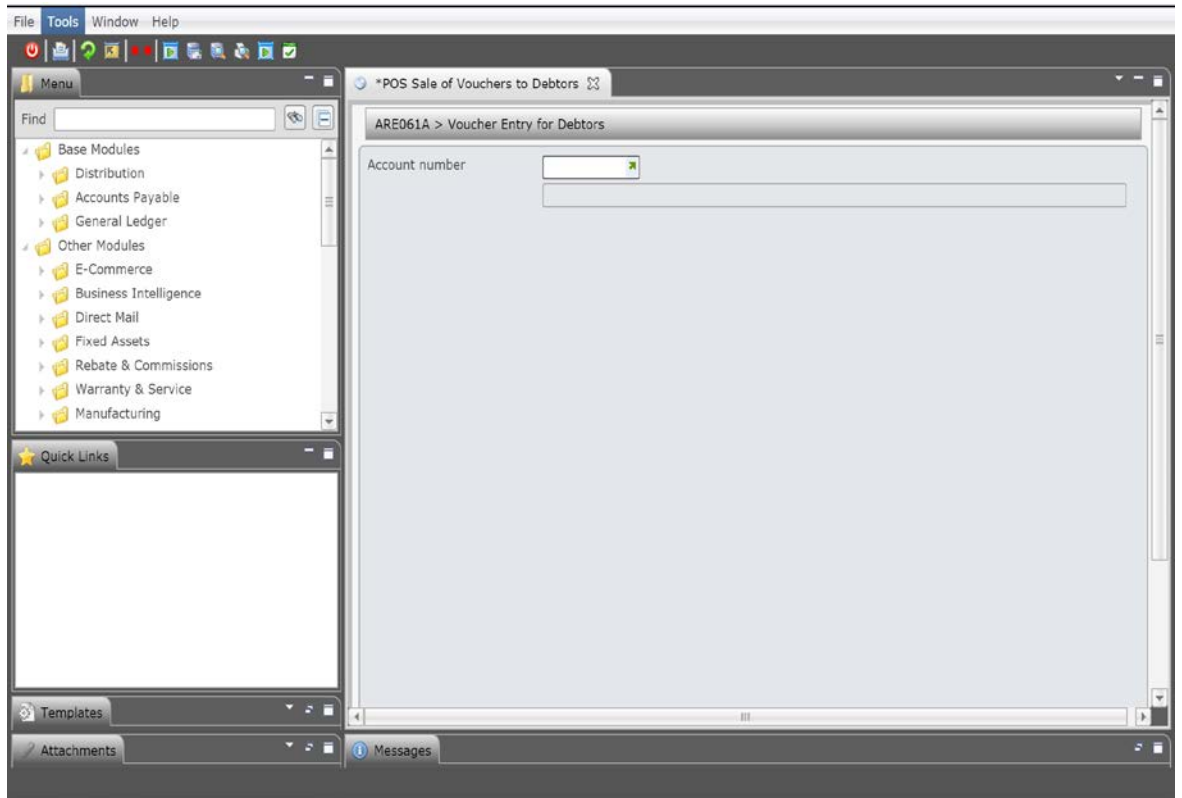 File Tools Window Help
Menu
Find
Base Modules
Distribution
Accounts Payable
General Ledger
Other Modules
E-Commerce
Business Intelligence
Direct Mail
Fixed Assets
Rebate & Commissions
Warranty & Service
Manufacturing
Quick Links
Templates
Attachments
*POS Sale of Vouchers to Debtors
ARE061A > Voucher Entry for Debtors
Account number
Messages